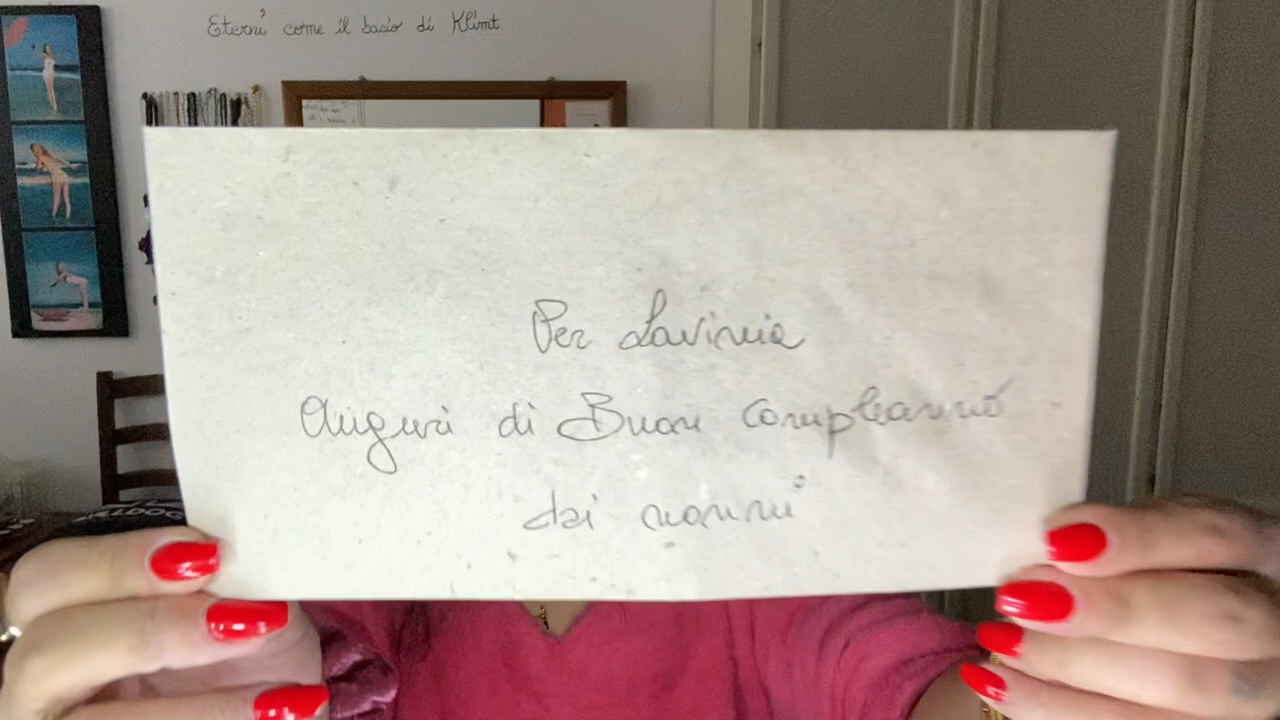 Eterni come il bacio di Klimt
Per Lavinia
Auguri di Buon compleanno
dai nonni